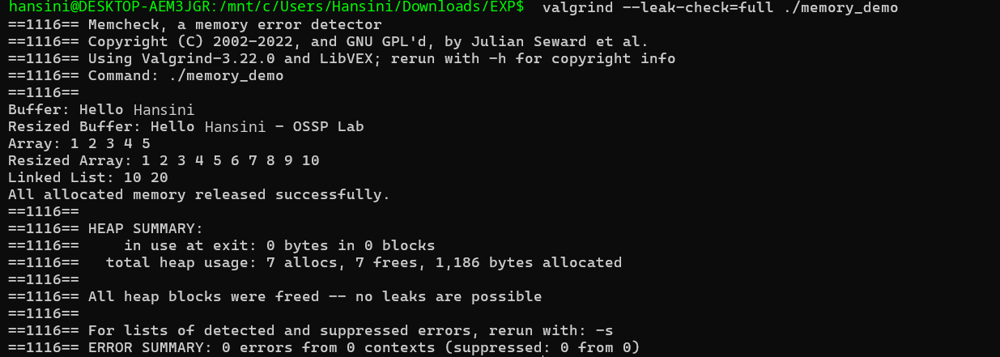 hansini@DESKTOP-AEM3JGR:/mnt/c/Users/Hansini/Downloads/EXP$ valgrind --leak-check=full ./memory_demo
==1116== Memcheck, a memory error detector
==1116== Copyright (C) 2002-2022, and GNU GPL'd, by Julian Seward et al.
==1116== Using Valgrind-3.22.0 and LibVEX; rerun with -h for copyright info
==1116== Command: ./memory_demo
==1116==
Buffer: Hello Hansini
Resized Buffer: Hello Hansini - OSSP Lab
Array: 1 2 3 4 5
Resized Array: 1 2 3 4 5 6 7 8 9 10
Linked List: 10 20
All allocated memory released successfully.
==1116==
==1116== HEAP SUMMARY:
==1116==     in use at exit: 0 bytes in 0 blocks
==1116==   total heap usage: 7 allocs, 7 frees, 1,186 bytes allocated
==1116==
==1116== All heap blocks were freed -- no leaks are possible
==1116==
==1116== For lists of detected and suppressed errors, rerun with: -s
==1116== ERROR SUMMARY: 0 errors from 0 contexts (suppressed: 0 from 0)